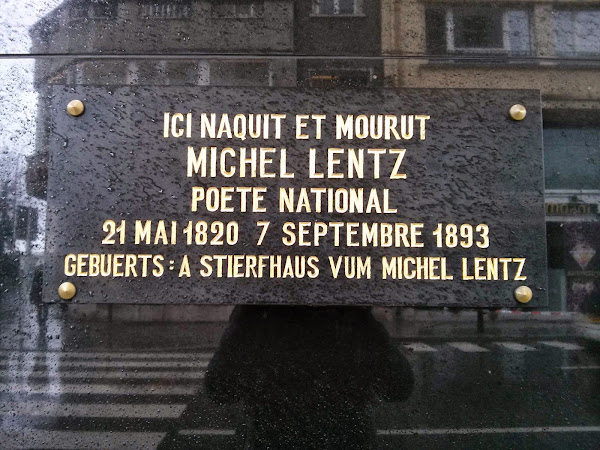 ICI NAQUIT ET MOURUT
MICHEL LENTZ
POETE NATIONAL
21 MAI 1820 7 SEPTEMBRE 1893
GEBUERTS: A STIERFHAUS VUM MICHEL LENTZ